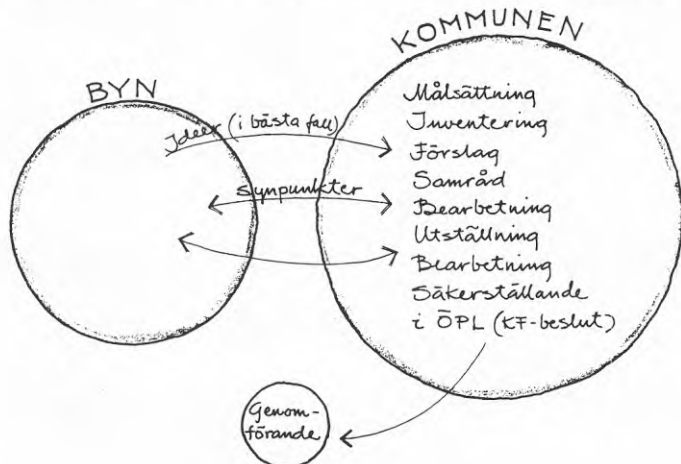 BYN
KOMMUNEN
Ideer (i bästa fall)
synpunkter
Målsättning
Inventering
Förslag
Samråd
Bearbetning
Utställning
Bearbetning
Säkerställande
i ÖPL (KF-beslut)
Genom-
förande